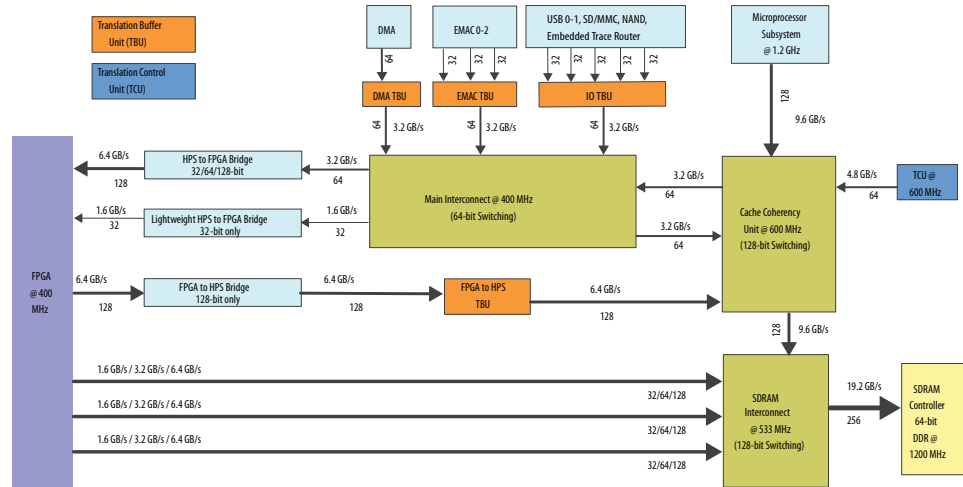 Translation Buffer
Unit (TBU)
Translation Control
Unit (TCU)
DMA
EMAC 0-2
USB 0-1, SD/MMC, NAND,
Embedded Trace Router
Microprocessor
Subsystem
@ 1.2 GHz
64
32
32
32
32
32
32
32
32
DMA TBU
EMAC TBU
IO TBU
128
9.6 GB/s
64
3.2 GB/s
64
3.2 GB/s
64
3.2 GB/s
6.4 GB/s
128
HPS to FPGA Bridge
32/64/128-bit
3.2 GB/s
64
Main Interconnect @ 400 MHz
(64-bit Switching)
3.2 GB/s
64
Cache Coherency
Unit @ 600 MHz
(128-bit Switching)
4.8 GB/s
64
TCU @
600 MHz
1.6 GB/s
32
Lightweight HPS to FPGA Bridge
32-bit only
1.6 GB/s
32
3.2 GB/s
64
FPGA
@ 400
MHz
6.4 GB/s
128
FPGA to HPS Bridge
128-bit only
6.4 GB/s
128
FPGA to HPS
TBU
6.4 GB/s
128
128
9.6 GB/s
1.6 GB/s / 3.2 GB/s / 6.4 GB/s
32/64/128
1.6 GB/s / 3.2 GB/s / 6.4 GB/s
32/64/128
1.6 GB/s / 3.2 GB/s / 6.4 GB/s
32/64/128
SDRAM
Interconnect
@ 533 MHz
(128-bit Switching)
19.2 GB/s
256
SDRAM
Controller
64-bit
DDR @
1200 MHz